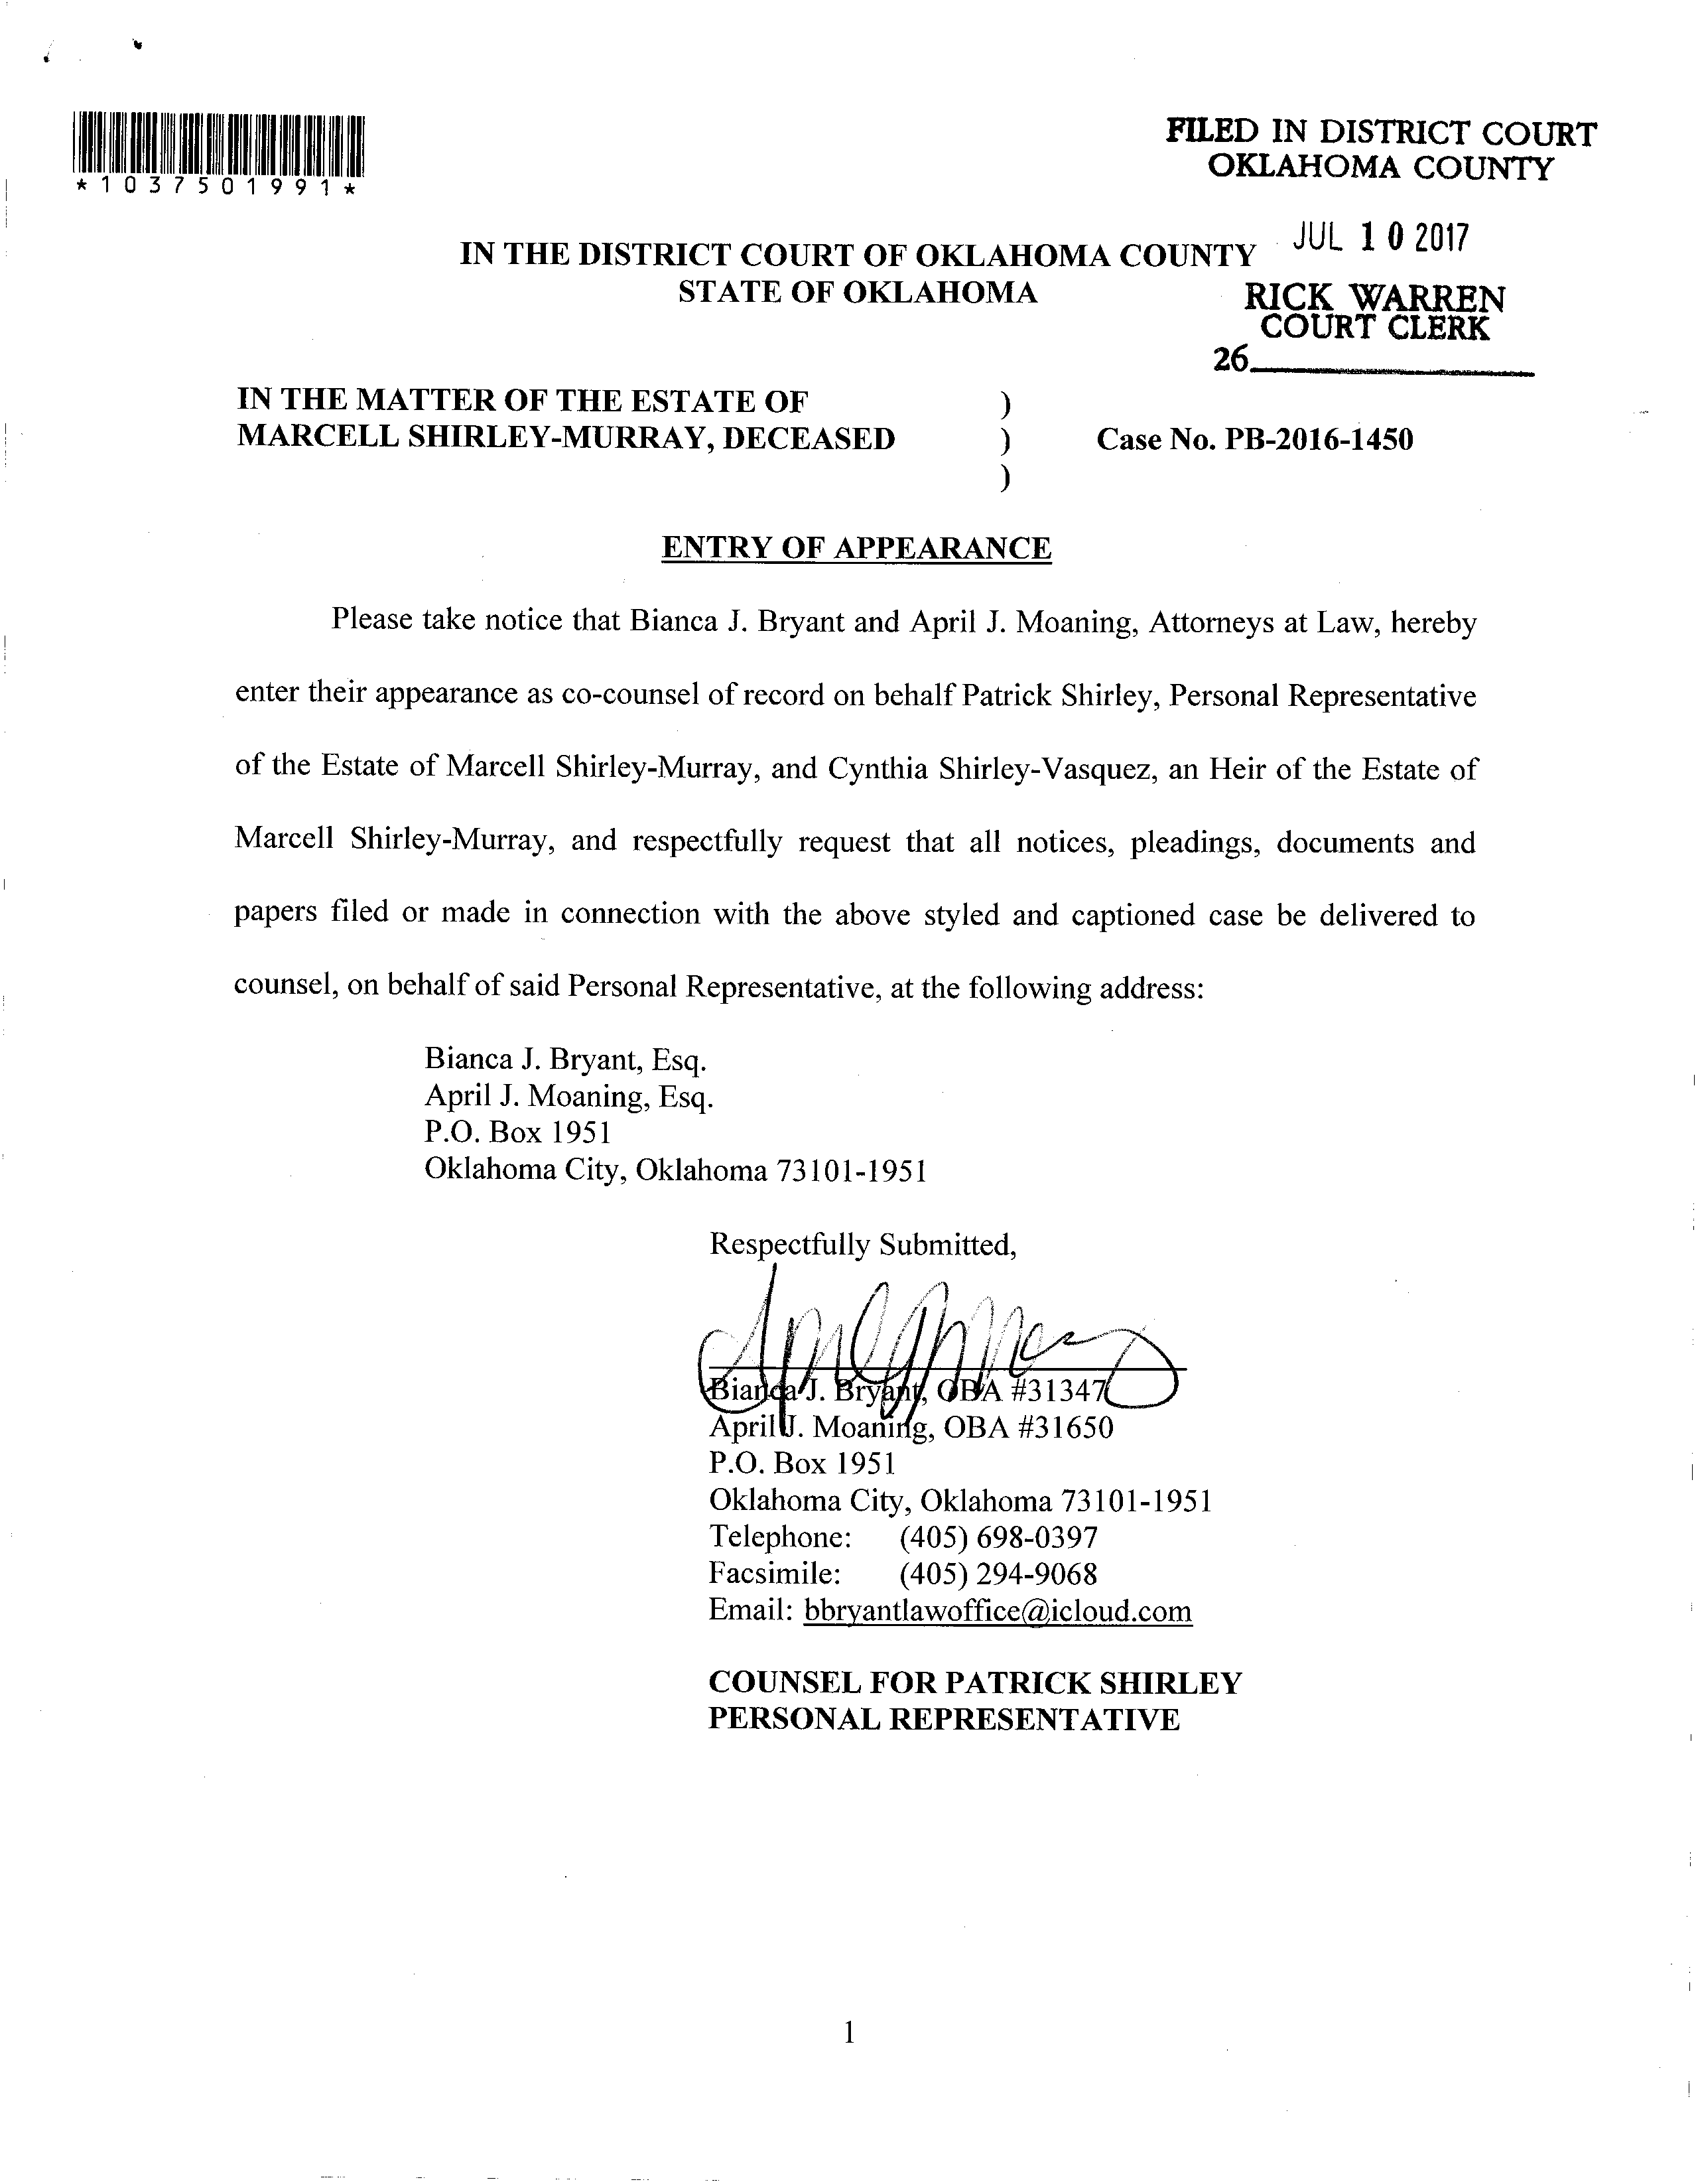 *1037501991*
FILED IN DISTRICT COURT
OKLAHOMA COUNTY
JUL 10 2017
IN THE DISTRICT COURT OF OKLAHOMA COUNTY
STATE OF OKLAHOMA
RICK WARREN
COURT CLERK
26
IN THE MATTER OF THE ESTATE OF )
MARCELL SHIRLEY-MURRAY, DECEASED ) Case No. PB-2016-1450
)
ENTRY OF APPEARANCE
Please take notice that Bianca J. Bryant and April J. Moaning, Attorneys at Law, hereby
enter their appearance as co-counsel of record on behalf Patrick Shirley, Personal Representative
of the Estate of Marcell Shirley-Murray, and Cynthia Shirley-Vasquez, an Heir of the Estate of
Marcell Shirley-Murray, and respectfully request that all notices, pleadings, documents and
papers filed or made in connection with the above styled and captioned case be delivered to
counsel, on behalf of said Personal Representative, at the following address:
Bianca J. Bryant, Esq.
April J. Moaning, Esq.
P.O. Box 1951
Oklahoma City, Oklahoma 73101-1951
Respectfully Submitted,
Bianca J. Bryant, OBA #31347
April J. Moaning, OBA #31650
P.O. Box 1951
Oklahoma City, Oklahoma 73101-1951
Telephone: (405) 698-0397
Facsimile: (405) 294-9068
Email: bbryantlawoffice@icloud.com
COUNSEL FOR PATRICK SHIRLEY
PERSONAL REPRESENTATIVE
1